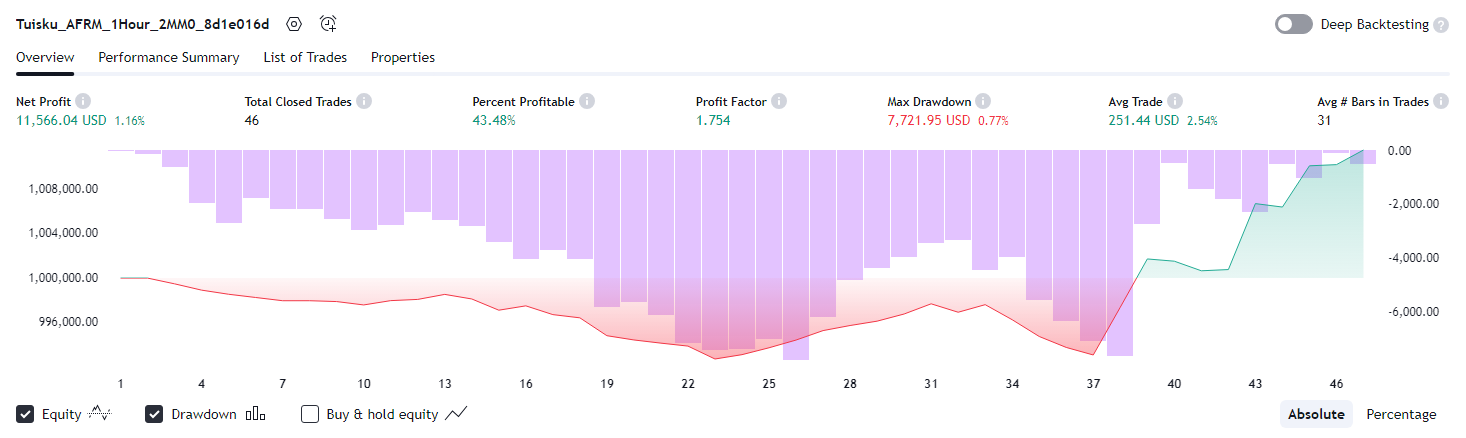 Tuisku_AFRM_1Hour_2MM0_8d1e016d Deep Backtesting ?
Overview Performance Summary List of Trades Properties
Net Profit Total Closed Trades Percent Profitable Profit Factor Max Drawdown Avg Trade Avg # Bars in Trades
11,566.04 USD 1.16% 46 43.48% 1.754 7,721.95 USD 0.77% 251.44 USD 2.54% 31
0.00
1,008,000.00
-2,000.00
1,004,000.00
-4,000.00
1,000,000.00
-6,000.00
996,000.00
1 4 7 10 13 16 19 22 25 28 31 34 37 40 43 46
Equity Drawdown Buy & hold equity Absolute Percentage